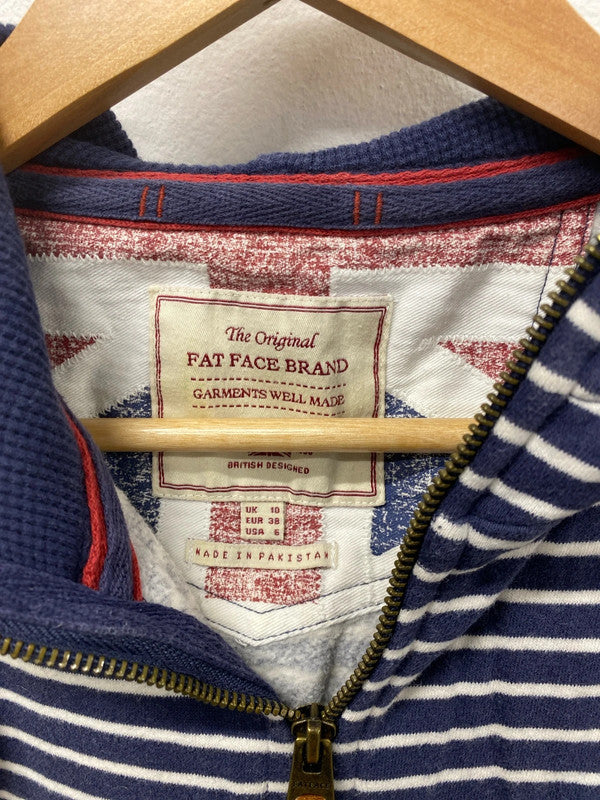 The Original
FAT FACE BRAND
GARMENTS WELL MADE
BRITISH DESIGNED
UK 10
EUR 38
USA 6
MADE IN PAKISTAN